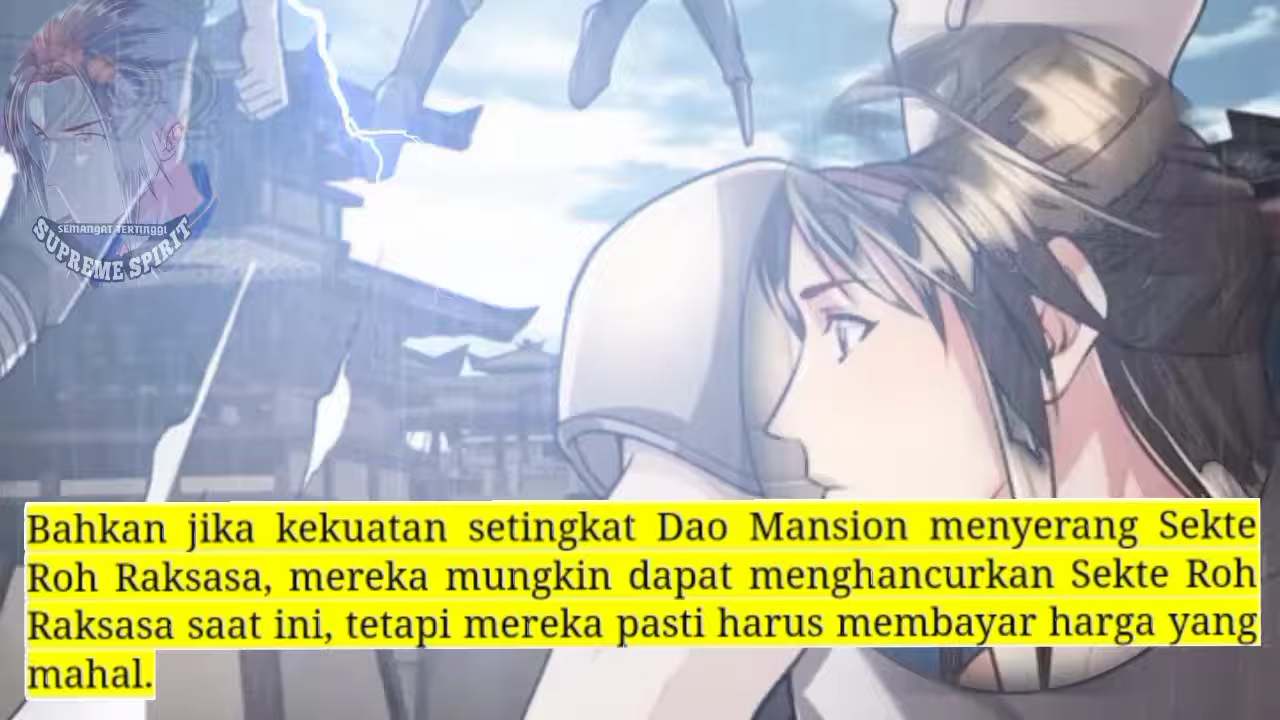 SEMANGAT TERTINGGI
SUPREME SPIRIT
Bahkan jika kekuatan setingkat Dao Mansion menyerang Sekte
Roh Raksasa, mereka mungkin dapat menghancurkan Sekte Roh
Raksasa saat ini, tetapi mereka pasti harus membayar harga yang
mahal.